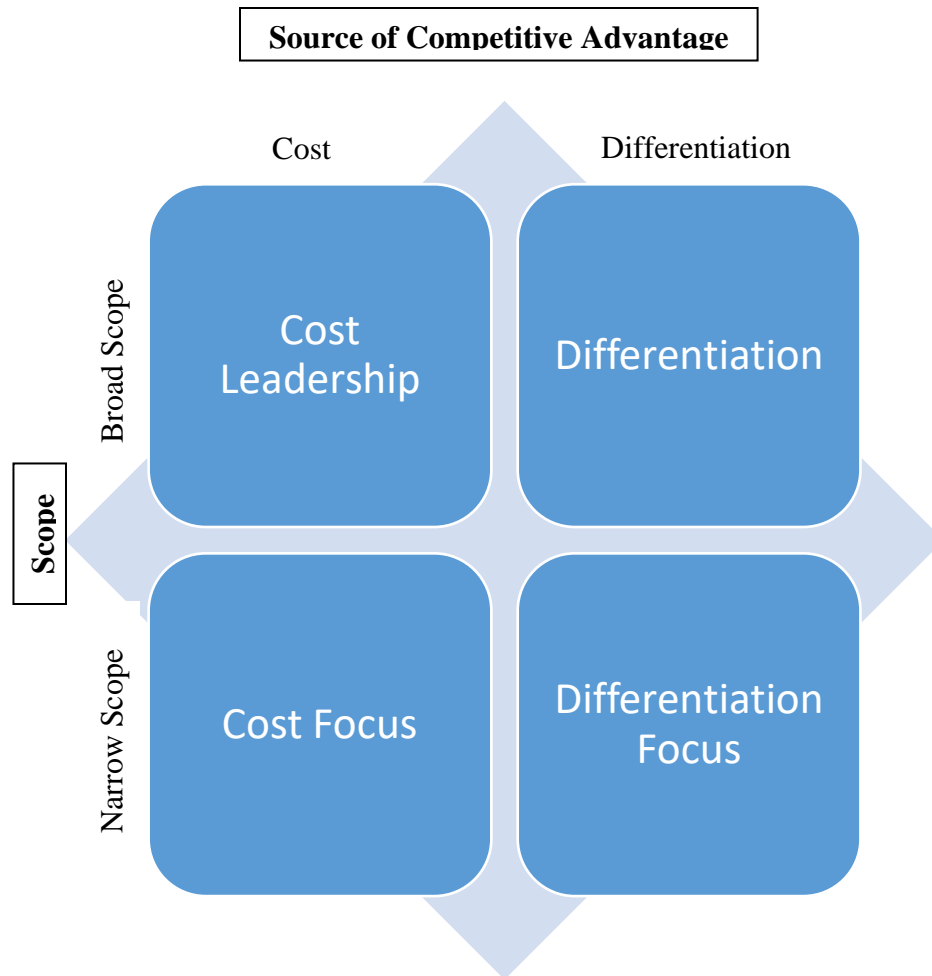 Source of Competitive Advantage
Cost
Differentiation
Broad Scope
Cost
Leadership
Differentiation
Scope
Narrow Scope
Cost Focus
Differentiation
Focus